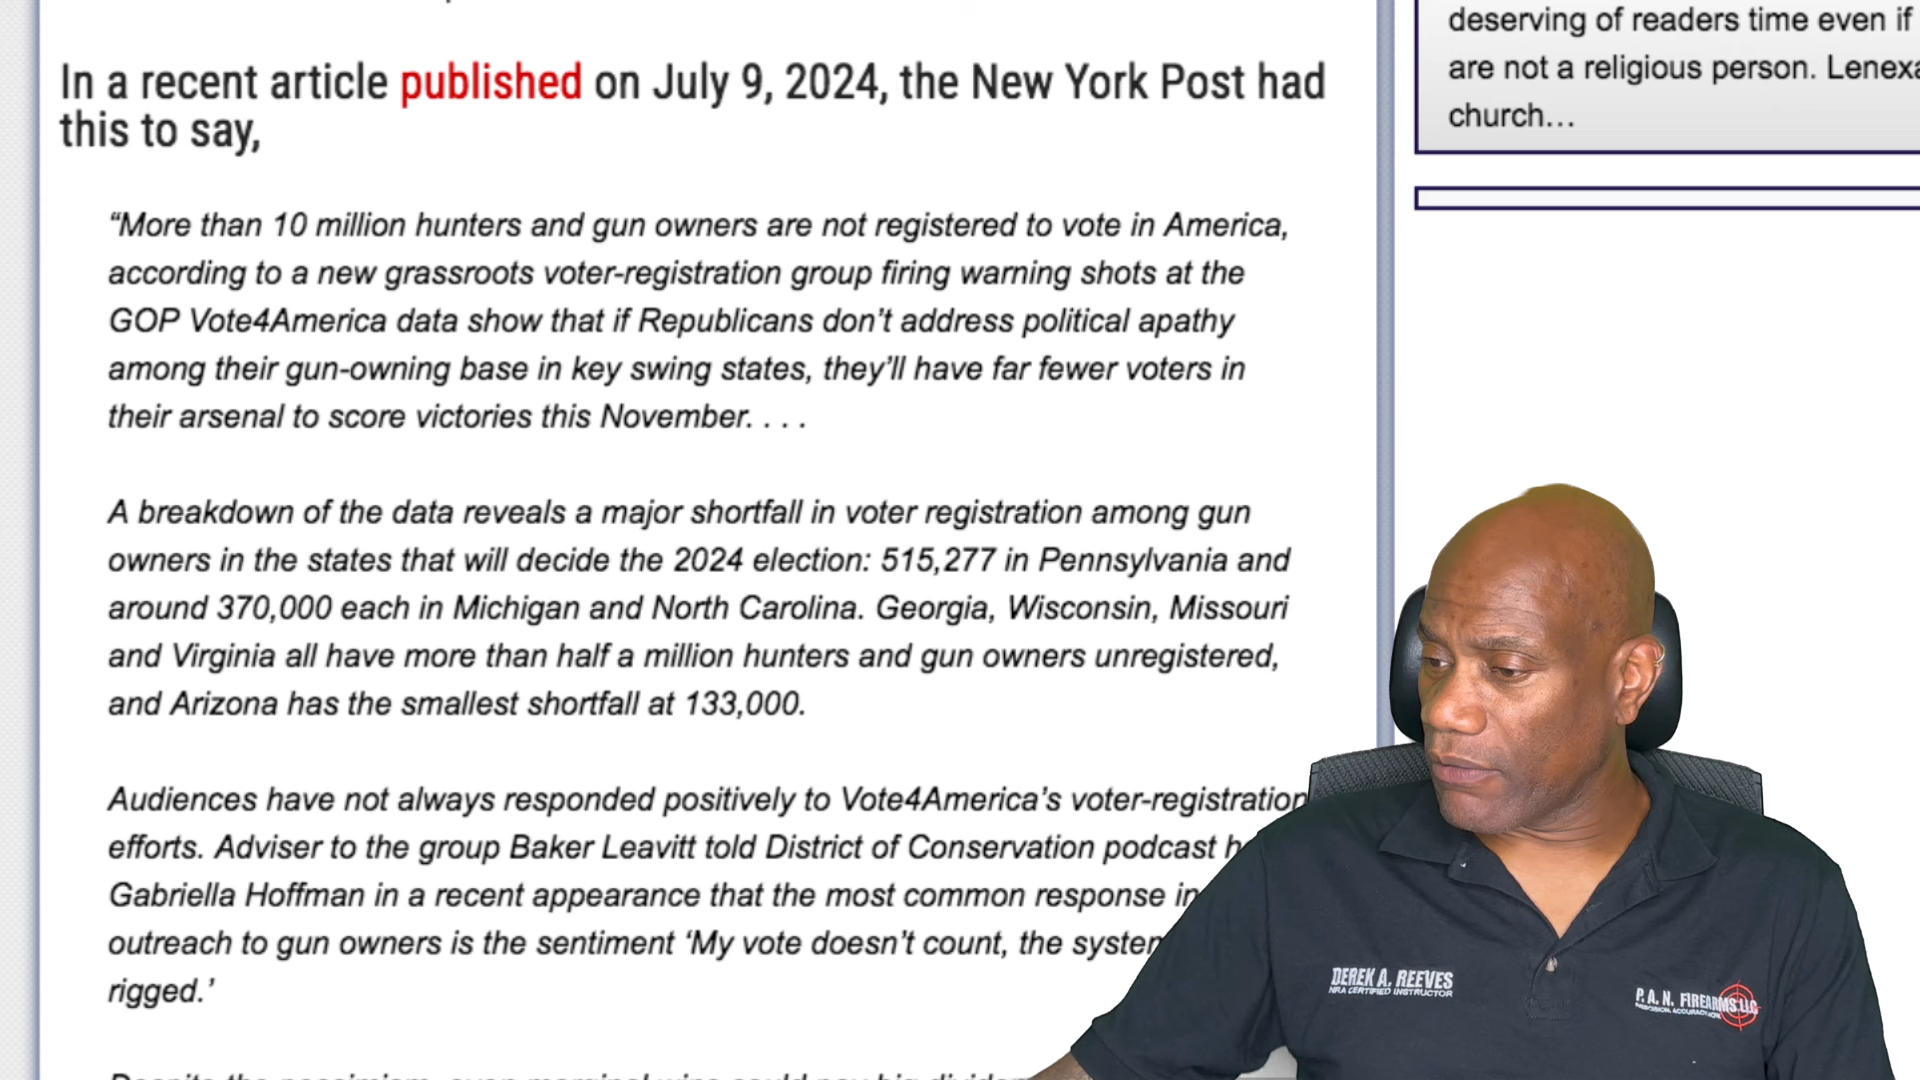 In a recent article published on July 9, 2024, the New York Post had
this to say,
“More than 10 million hunters and gun owners are not registered to vote in America,
according to a new grassroots voter-registration group firing warning shots at the
GOP Vote4America data show that if Republicans don’t address political apathy
among their gun-owning base in key swing states, they’ll have far fewer voters in
their arsenal to score victories this November. . . .
A breakdown of the data reveals a major shortfall in voter registration among gun
owners in the states that will decide the 2024 election: 515,277 in Pennsylvania and
around 370,000 each in Michigan and North Carolina. Georgia, Wisconsin, Missouri
and Virginia all have more than half a million hunters and gun owners unregistered,
and Arizona has the smallest shortfall at 133,000.
Audiences have not always responded positively to Vote4America’s voter-registration
efforts. Adviser to the group Baker Leavitt told District of Conservation podcast
Gabriella Hoffman in a recent appearance that the most common response in
outreach to gun owners is the sentiment ‘My vote doesn’t count, the
rigged.’
deserving of readers time even if
are not a religious person.
church…
DEREK A. REEVES
NRA CERTIFIED INSTRUCTOR
P.A.N. FIREARMS LLC